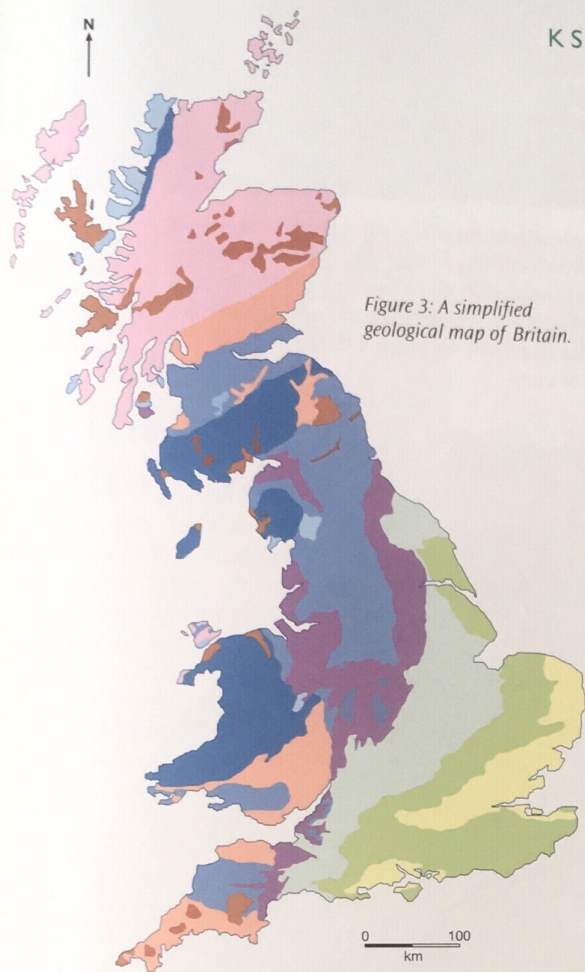 N
K S
Figure 3: A simplified
geological map of Britain.
0 100
km